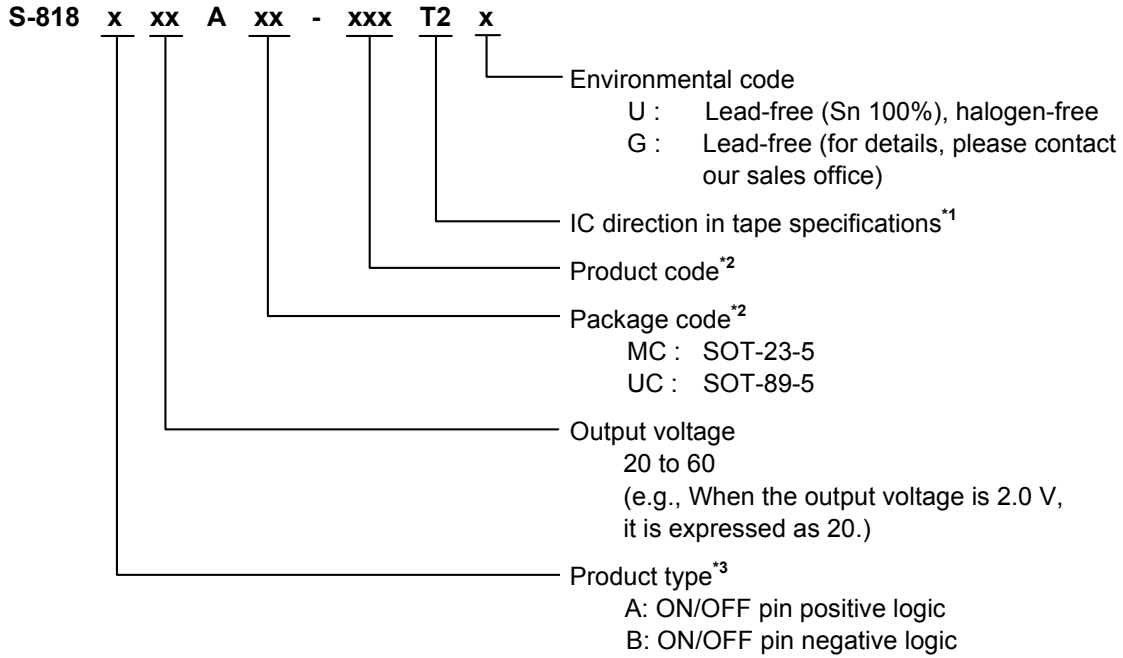 S-818 x xx A xx - xxx T2 x
Environmental code
U : Lead-free (Sn 100%), halogen-free
G : Lead-free (for details, please contact
our sales office)
IC direction in tape specifications*1
Product code*2
Package code*2
MC : SOT-23-5
UC : SOT-89-5
Output voltage
20 to 60
(e.g., When the output voltage is 2.0 V,
it is expressed as 20.)
Product type*3
A: ON/OFF pin positive logic
B: ON/OFF pin negative logic